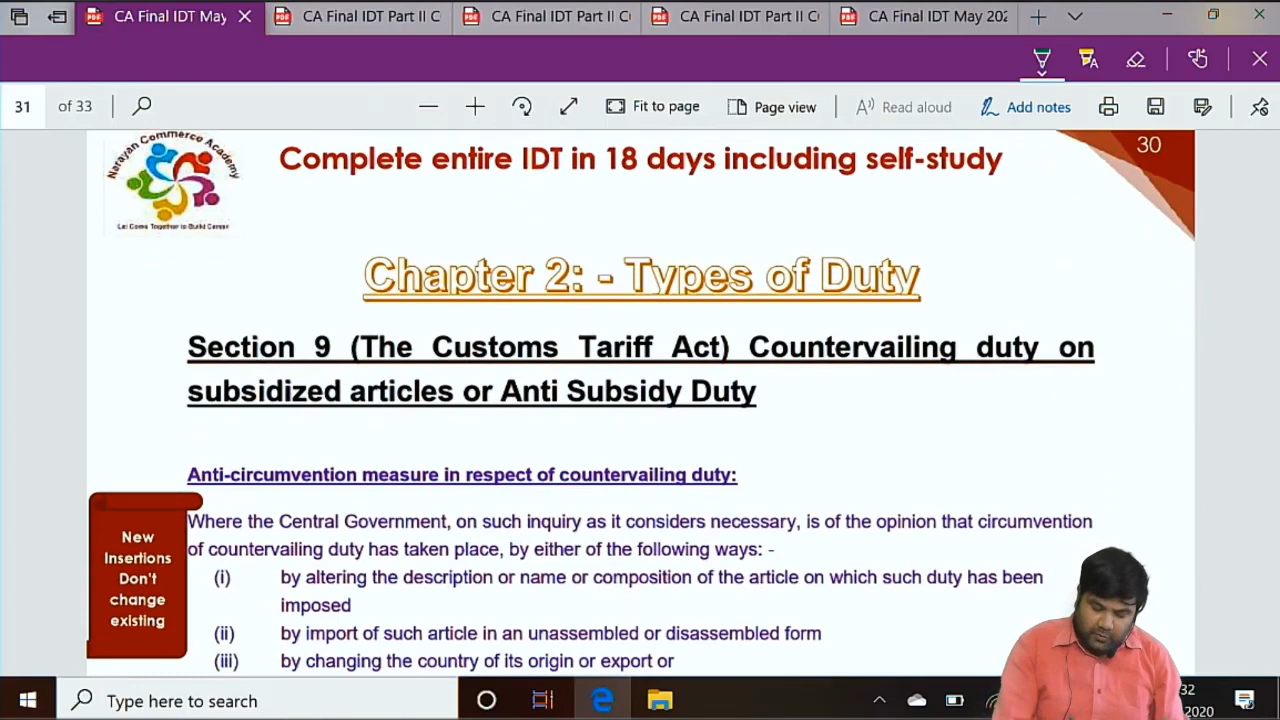 CA Final IDT May
CA Final IDT Part II C
CA Final IDT Part II C
CA Final IDT Part I C
CA Final IDT May 202
31 of 33
Fit to page
Page view
Read aloud
Add notes
Narayan Commerce Academy
Let Come Together to Build Career
Complete entire IDT in 18 days including self-study
30
Chapter 2: - Types of Duty
Section 9 (The Customs Tariff Act) Countervailing duty on
subsidized articles or Anti Subsidy Duty
Anti-circumvention measure in respect of countervailing duty:
New
Insertions
Don't
change
existing
Where the Central Government, on such inquiry as it considers necessary, is of the opinion that circumvention
of countervailing duty has taken place, by either of the following ways: -
(i) by altering the description or name or composition of the article on which such duty has been
imposed
(ii) by import of such article in an unassembled or disassembled form
(iii) by changing the country of its origin or export or
Type here to search
32
2020